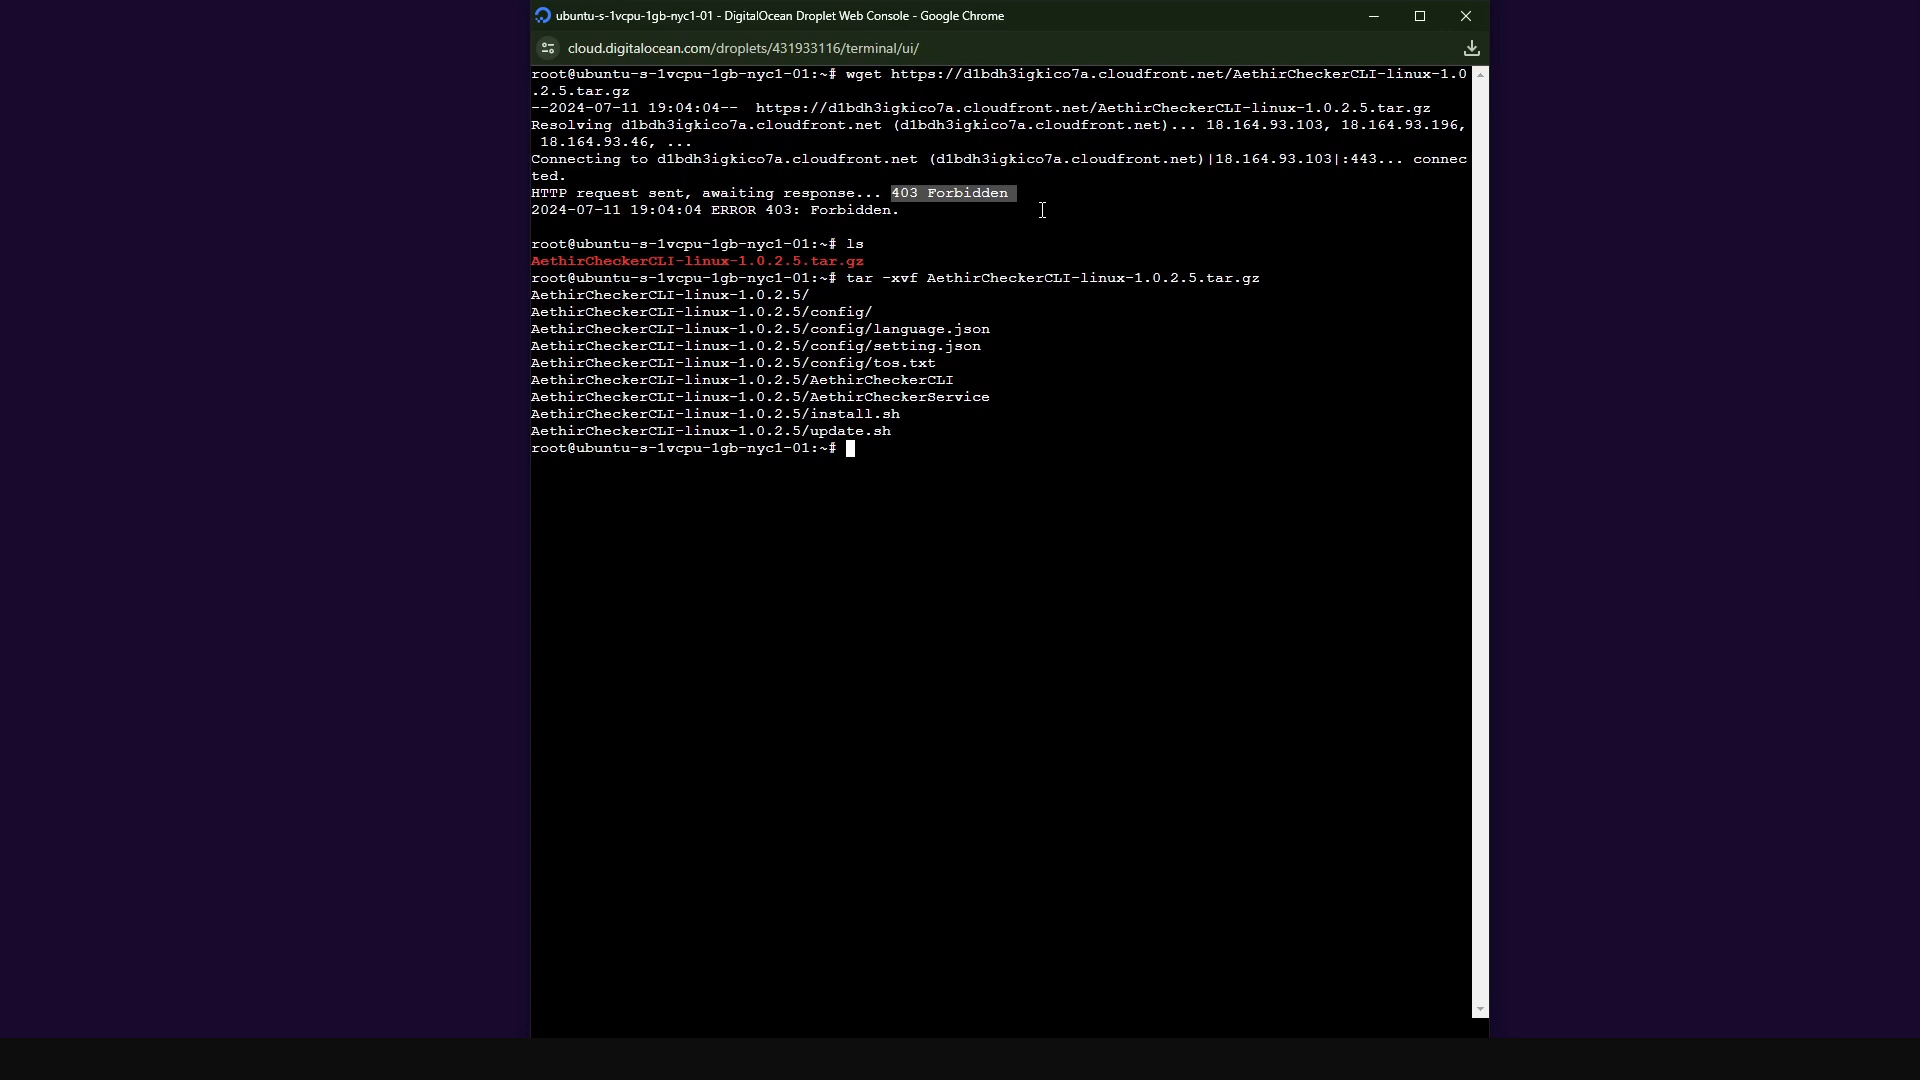 ubuntu-s-1vcpu-1gb-nyc1-01 - DigitalOcean Droplet Web Console - Google Chrome
cloud.digitalocean.com/droplets/431933116/terminal/ui/
root@ubuntu-s-1vcpu-1gb-nyc1-01:~# wget https://d1bdh3igkico7a.cloudfront.net/AethirCheckerCLI-linux-1.0
.2.5.tar.gz
--2024-07-11 19:04:04--  https://d1bdh3igkico7a.cloudfront.net/AethirCheckerCLI-linux-1.0.2.5.tar.gz
Resolving d1bdh3igkico7a.cloudfront.net (d1bdh3igkico7a.cloudfront.net)... 18.164.93.103, 18.164.93.196,
 18.164.93.46, ...
Connecting to d1bdh3igkico7a.cloudfront.net (d1bdh3igkico7a.cloudfront.net)|18.164.93.103|:443... connec
ted.
HTTP request sent, awaiting response... 403 Forbidden
2024-07-11 19:04:04 ERROR 403: Forbidden.
root@ubuntu-s-1vcpu-1gb-nyc1-01:~# ls
AethirCheckerCLI-linux-1.0.2.5.tar.gz
root@ubuntu-s-1vcpu-1gb-nyc1-01:~# tar -xvf AethirCheckerCLI-linux-1.0.2.5.tar.gz
AethirCheckerCLI-linux-1.0.2.5/
AethirCheckerCLI-linux-1.0.2.5/config/
AethirCheckerCLI-linux-1.0.2.5/config/language.json
AethirCheckerCLI-linux-1.0.2.5/config/setting.json
AethirCheckerCLI-linux-1.0.2.5/config/tos.txt
AethirCheckerCLI-linux-1.0.2.5/AethirCheckerCLI
AethirCheckerCLI-linux-1.0.2.5/AethirCheckerService
AethirCheckerCLI-linux-1.0.2.5/install.sh
AethirCheckerCLI-linux-1.0.2.5/update.sh
root@ubuntu-s-1vcpu-1gb-nyc1-01:~#